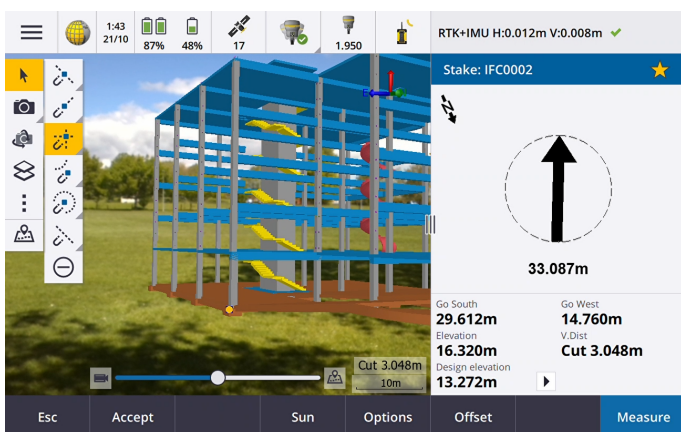 1:43
21/10
87%
48%
17
1.950
RTK+IMU H:0.012m V:0.008m
Stake: IFC0002
N
E
33.087m
Go South
Go West
29.612m
14.760m
Elevation
V.Dist
16.320m
Cut 3.048m
Design elevation
13.272m
Cut 3.048m
10m
Esc
Accept
Sun
Options
Offset
Measure